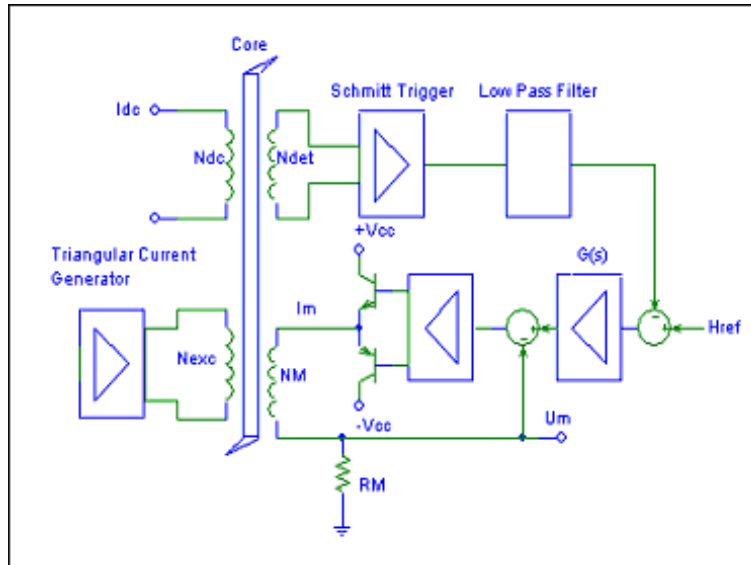 Core
Schmitt Trigger
Low Pass Filter
Idc
Ndc
Ndet
+Vcc
Triangular Current
Generator
G(s)
Im
Href
Nexc
NM
-Vcc
Um
RM